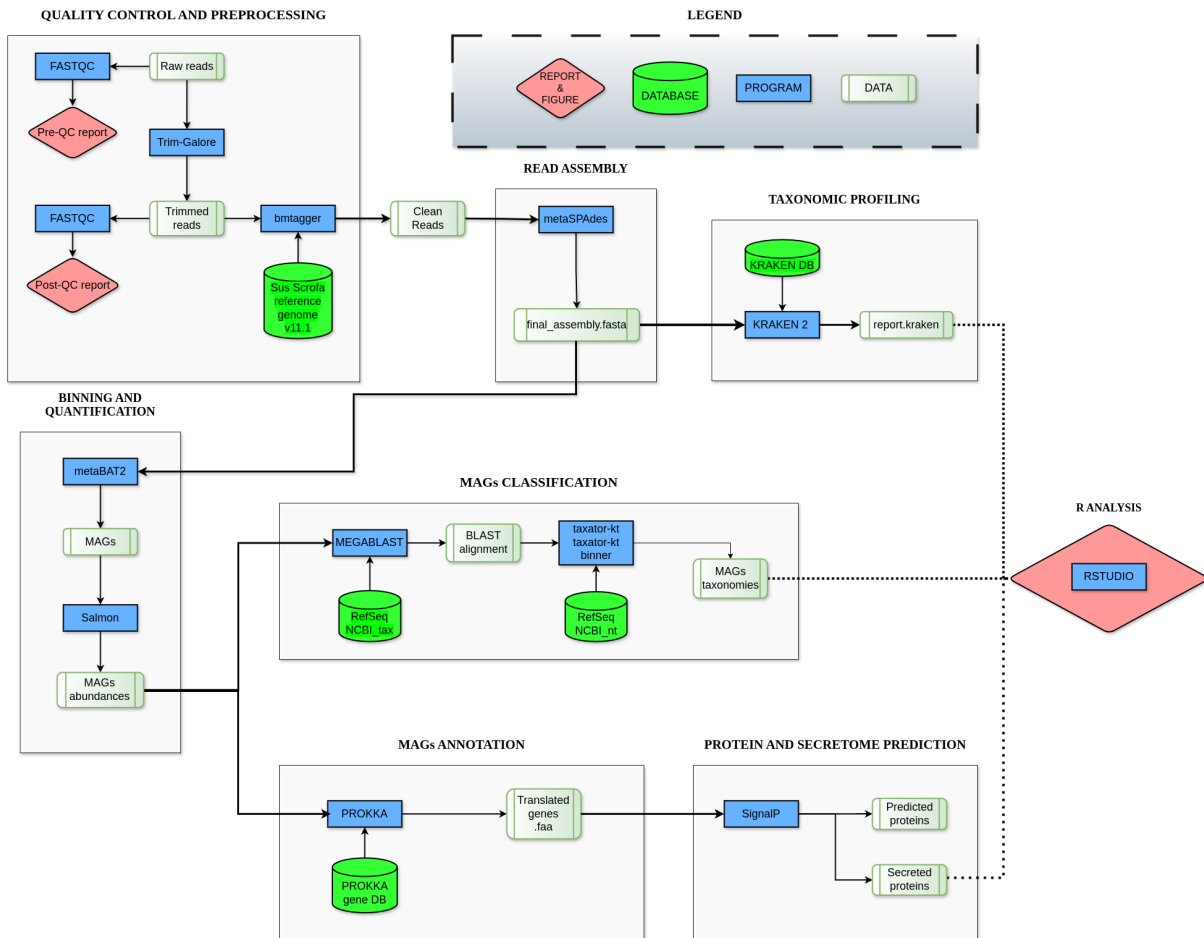 QUALITY CONTROL AND PREPROCESSING
FASTQC
Raw reads
Pre-QC report
Trim-Galore
FASTQC
Trimmed
reads
bmtagger
Post-QC report
Sus Scrofa
reference
genome
v11.1
Clean
Reads
LEGEND
REPORT
&
FIGURE
DATABASE
PROGRAM
DATA
READ ASSEMBLY
metaSPAdes
final_assembly.fasta
TAXONOMIC PROFILING
KRAKEN DB
KRAKEN 2
report.kraken
BINNING AND
QUANTIFICATION
metaBAT2
MAGs
Salmon
MAGs
abundances
MAGs CLASSIFICATION
MEGABLAST
BLAST
alignment
taxator-kt
taxator-kt
binner
MAGs
taxonomies
RefSeq
NCBI_tax
RefSeq
NCBI_nt
R ANALYSIS
RSTUDIO
MAGs ANNOTATION
PROKKA
Translated
genes
.faa
PROKKA
gene DB
PROTEIN AND SECRETOME PREDICTION
SignalP
Predicted
proteins
Secreted
proteins